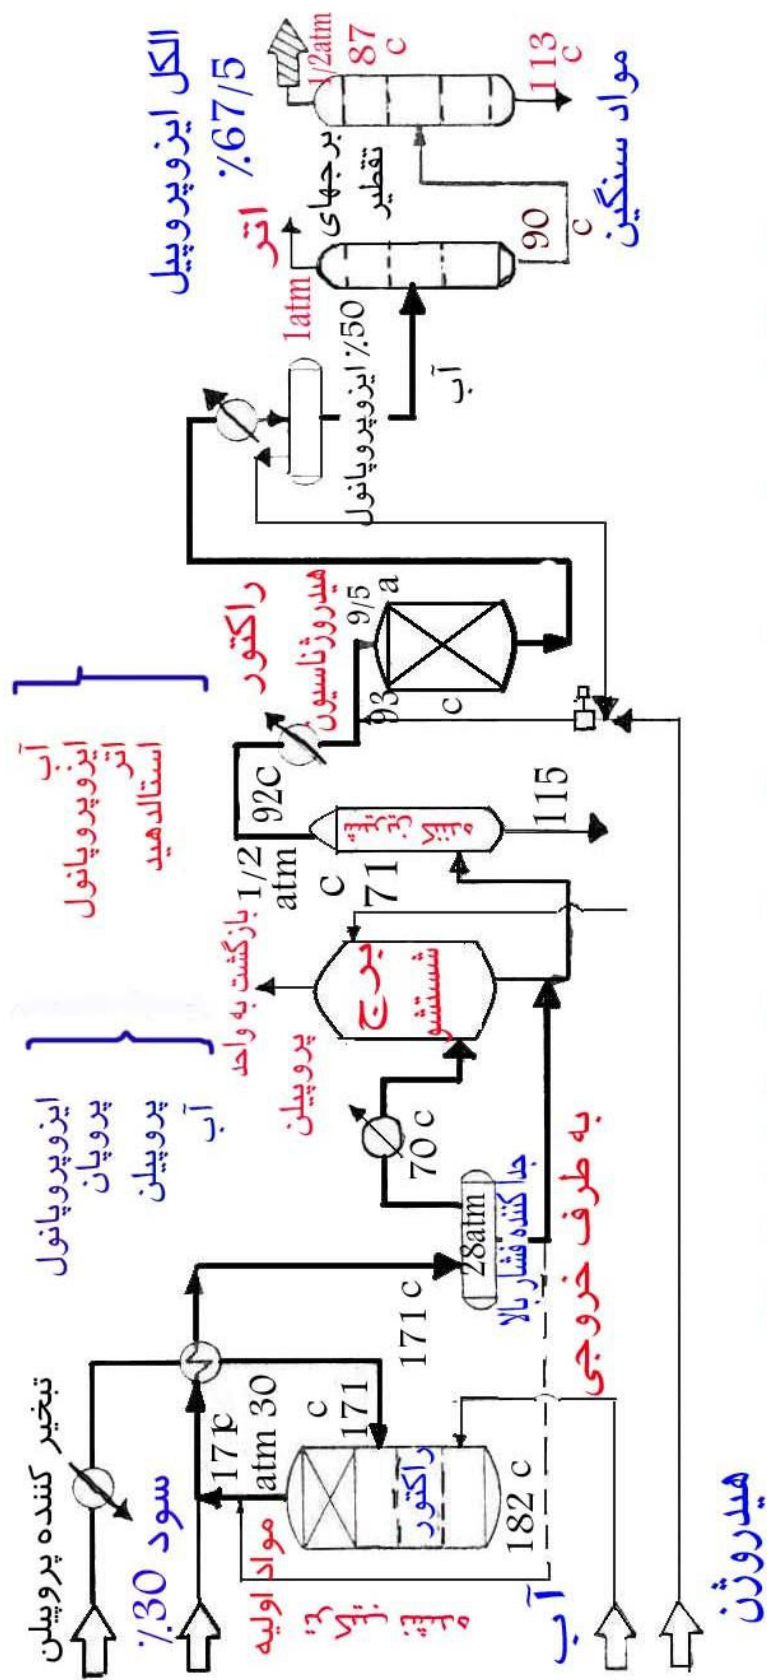 تبخیر کننده پروپیلن
%30 سود
مواد اولیه
17 1c
30 atm
171
c
راکتور
182 c
آب
هیدروژن
171 c
28atm
جداکننده فشار بالا
به طرف خروجی
70 c
ایزوپروپانول
پروپان
پروپیلن
آب
بازگشت به واحد
پروپیلن
برج
شستشو
71
c
1/2
atm
92c
115
آب
ایزوپروپانول
اتر
استالدهید
راکتور
هیدروژناسیون
9/5
a
93
c
1atm
%50 ایزوپروپانول
آب
اتر
برجهای
تقطیر
90
c
الکل ایزوپروپیل
%67/5
1/2atm
87
c
113
c
مواد سنگین